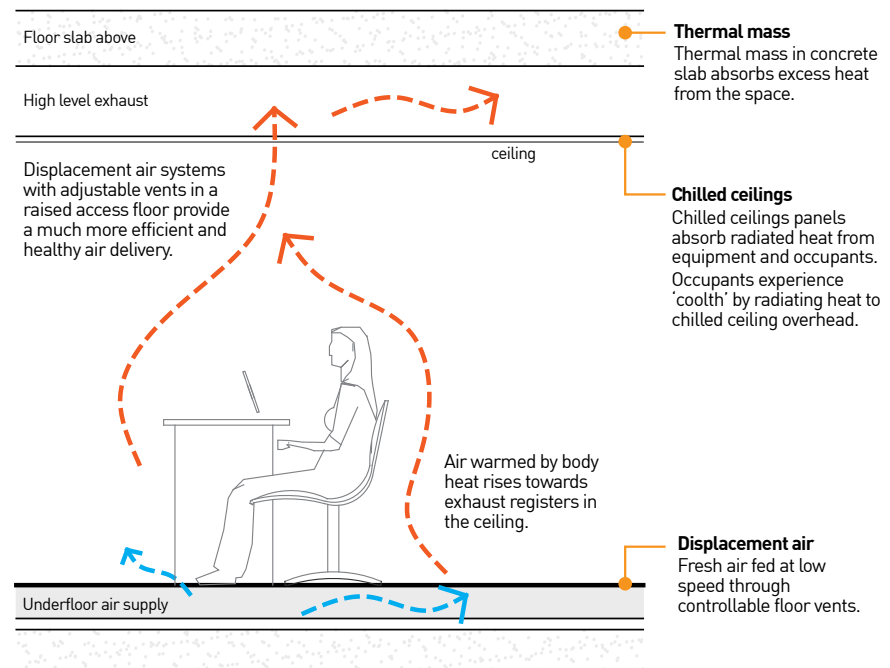 Floor slab above
High level exhaust
ceiling
Displacement air systems
with adjustable vents in a
raised access floor provide
a much more efficient and
healthy air delivery.
Air warmed by body
heat rises towards
exhaust registers in
the ceiling.
Underfloor air supply
Thermal mass
Thermal mass in concrete
slab absorbs excess heat
from the space.
Chilled ceilings
Chilled ceilings panels
absorb radiated heat from
equipment and occupants.
Occupants experience
‘coolth’ by radiating heat to
chilled ceiling overhead.
Displacement air
Fresh air fed at low
speed through
controllable floor vents.